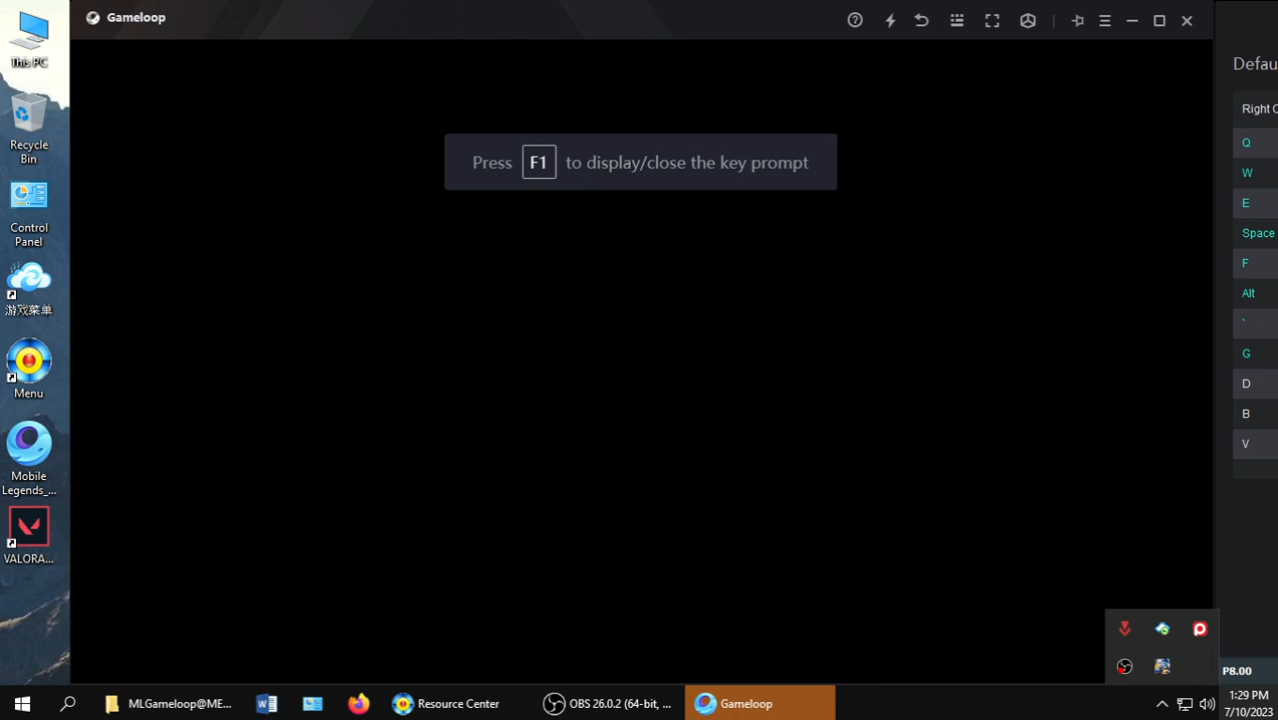 Gameloop
This PC
Recycle
Bin
Control
Panel
游戏菜单
Menu
Mobile
Legends_...
VALORA...
Press F1 to display/close the key prompt
Defau
Right C
Q
W
E
Space
F
Alt
`
G
D
B
V
P8.00
MLGameloop@ME...
Resource Center
OBS 26.0.2 (64-bit, ...
Gameloop
1:29 PM
7/10/2023